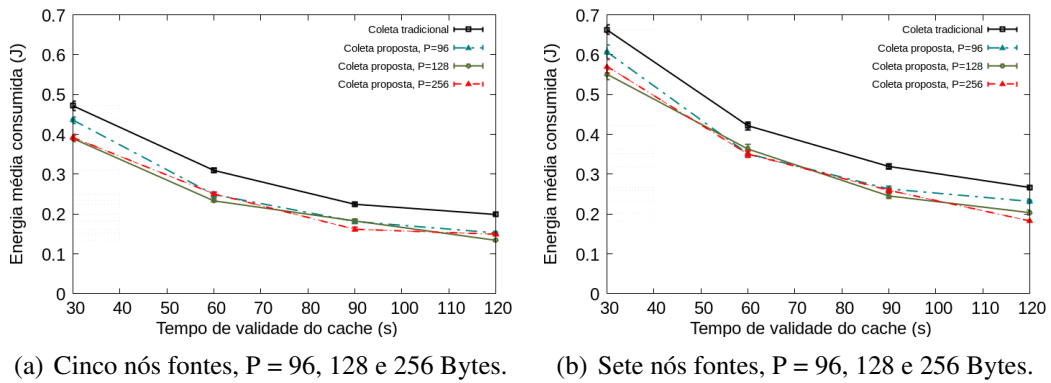 0.7
0.6
0.5
0.4
0.3
0.2
0.1
0
Energia média consumida (J)
Coleta tradicional
Coleta proposta, P=96
Coleta proposta, P=128
Coleta proposta, P=256
30 40 50 60 70 80 90 100 110 120
Tempo de validade do cache (s)
(a) Cinco nós fontes, P = 96, 128 e 256 Bytes.
0.7
0.6
0.5
0.4
0.3
0.2
0.1
0
Energia média consumida (J)
Coleta tradicional
Coleta proposta, P=96
Coleta proposta, P=128
Coleta proposta, P=256
30 40 50 60 70 80 90 100 110 120
Tempo de validade do cache (s)
(b) Sete nós fontes, P = 96, 128 e 256 Bytes.